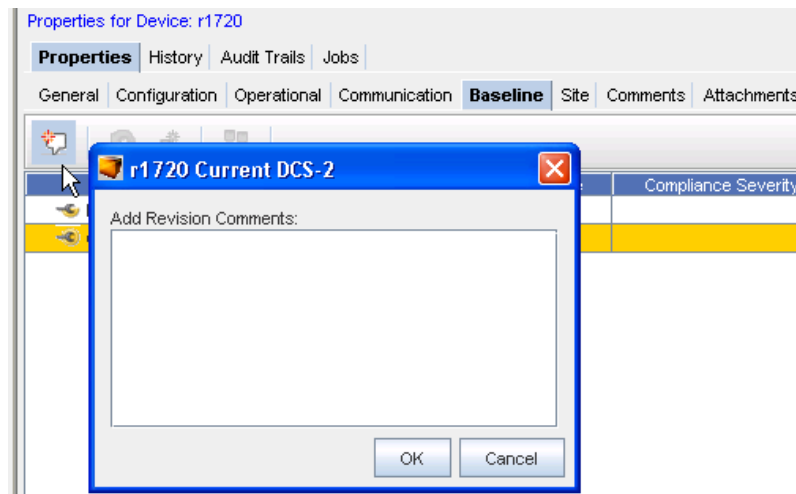 Properties for Device: r1720
Properties History Audit Trails Jobs
General Configuration Operational Communication Baseline Site Comments Attachments
r1720 Current DCS-2
Compliance Severity
Add Revision Comments:
OK Cancel